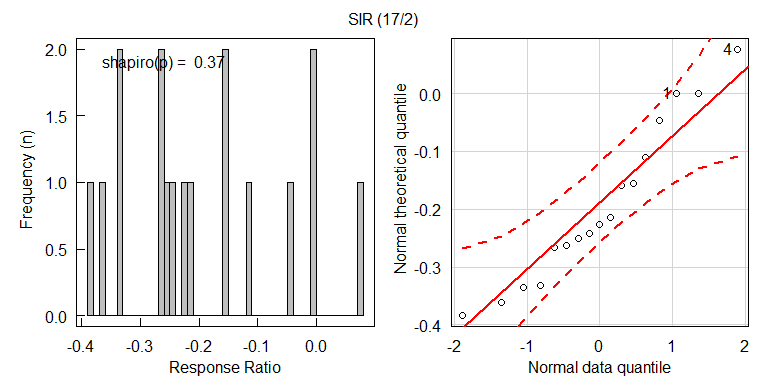 SIR (17/2)
Frequency (n)
2.0
1.5
1.0
0.5
0.0
shapiro(p) = 0.37
-0.4 -0.3 -0.2 -0.1 0.0
Response Ratio
Normal theoretical quantile
0.0
-0.1
-0.2
-0.3
-0.4
4
1
-2 -1 0 1 2
Normal data quantile